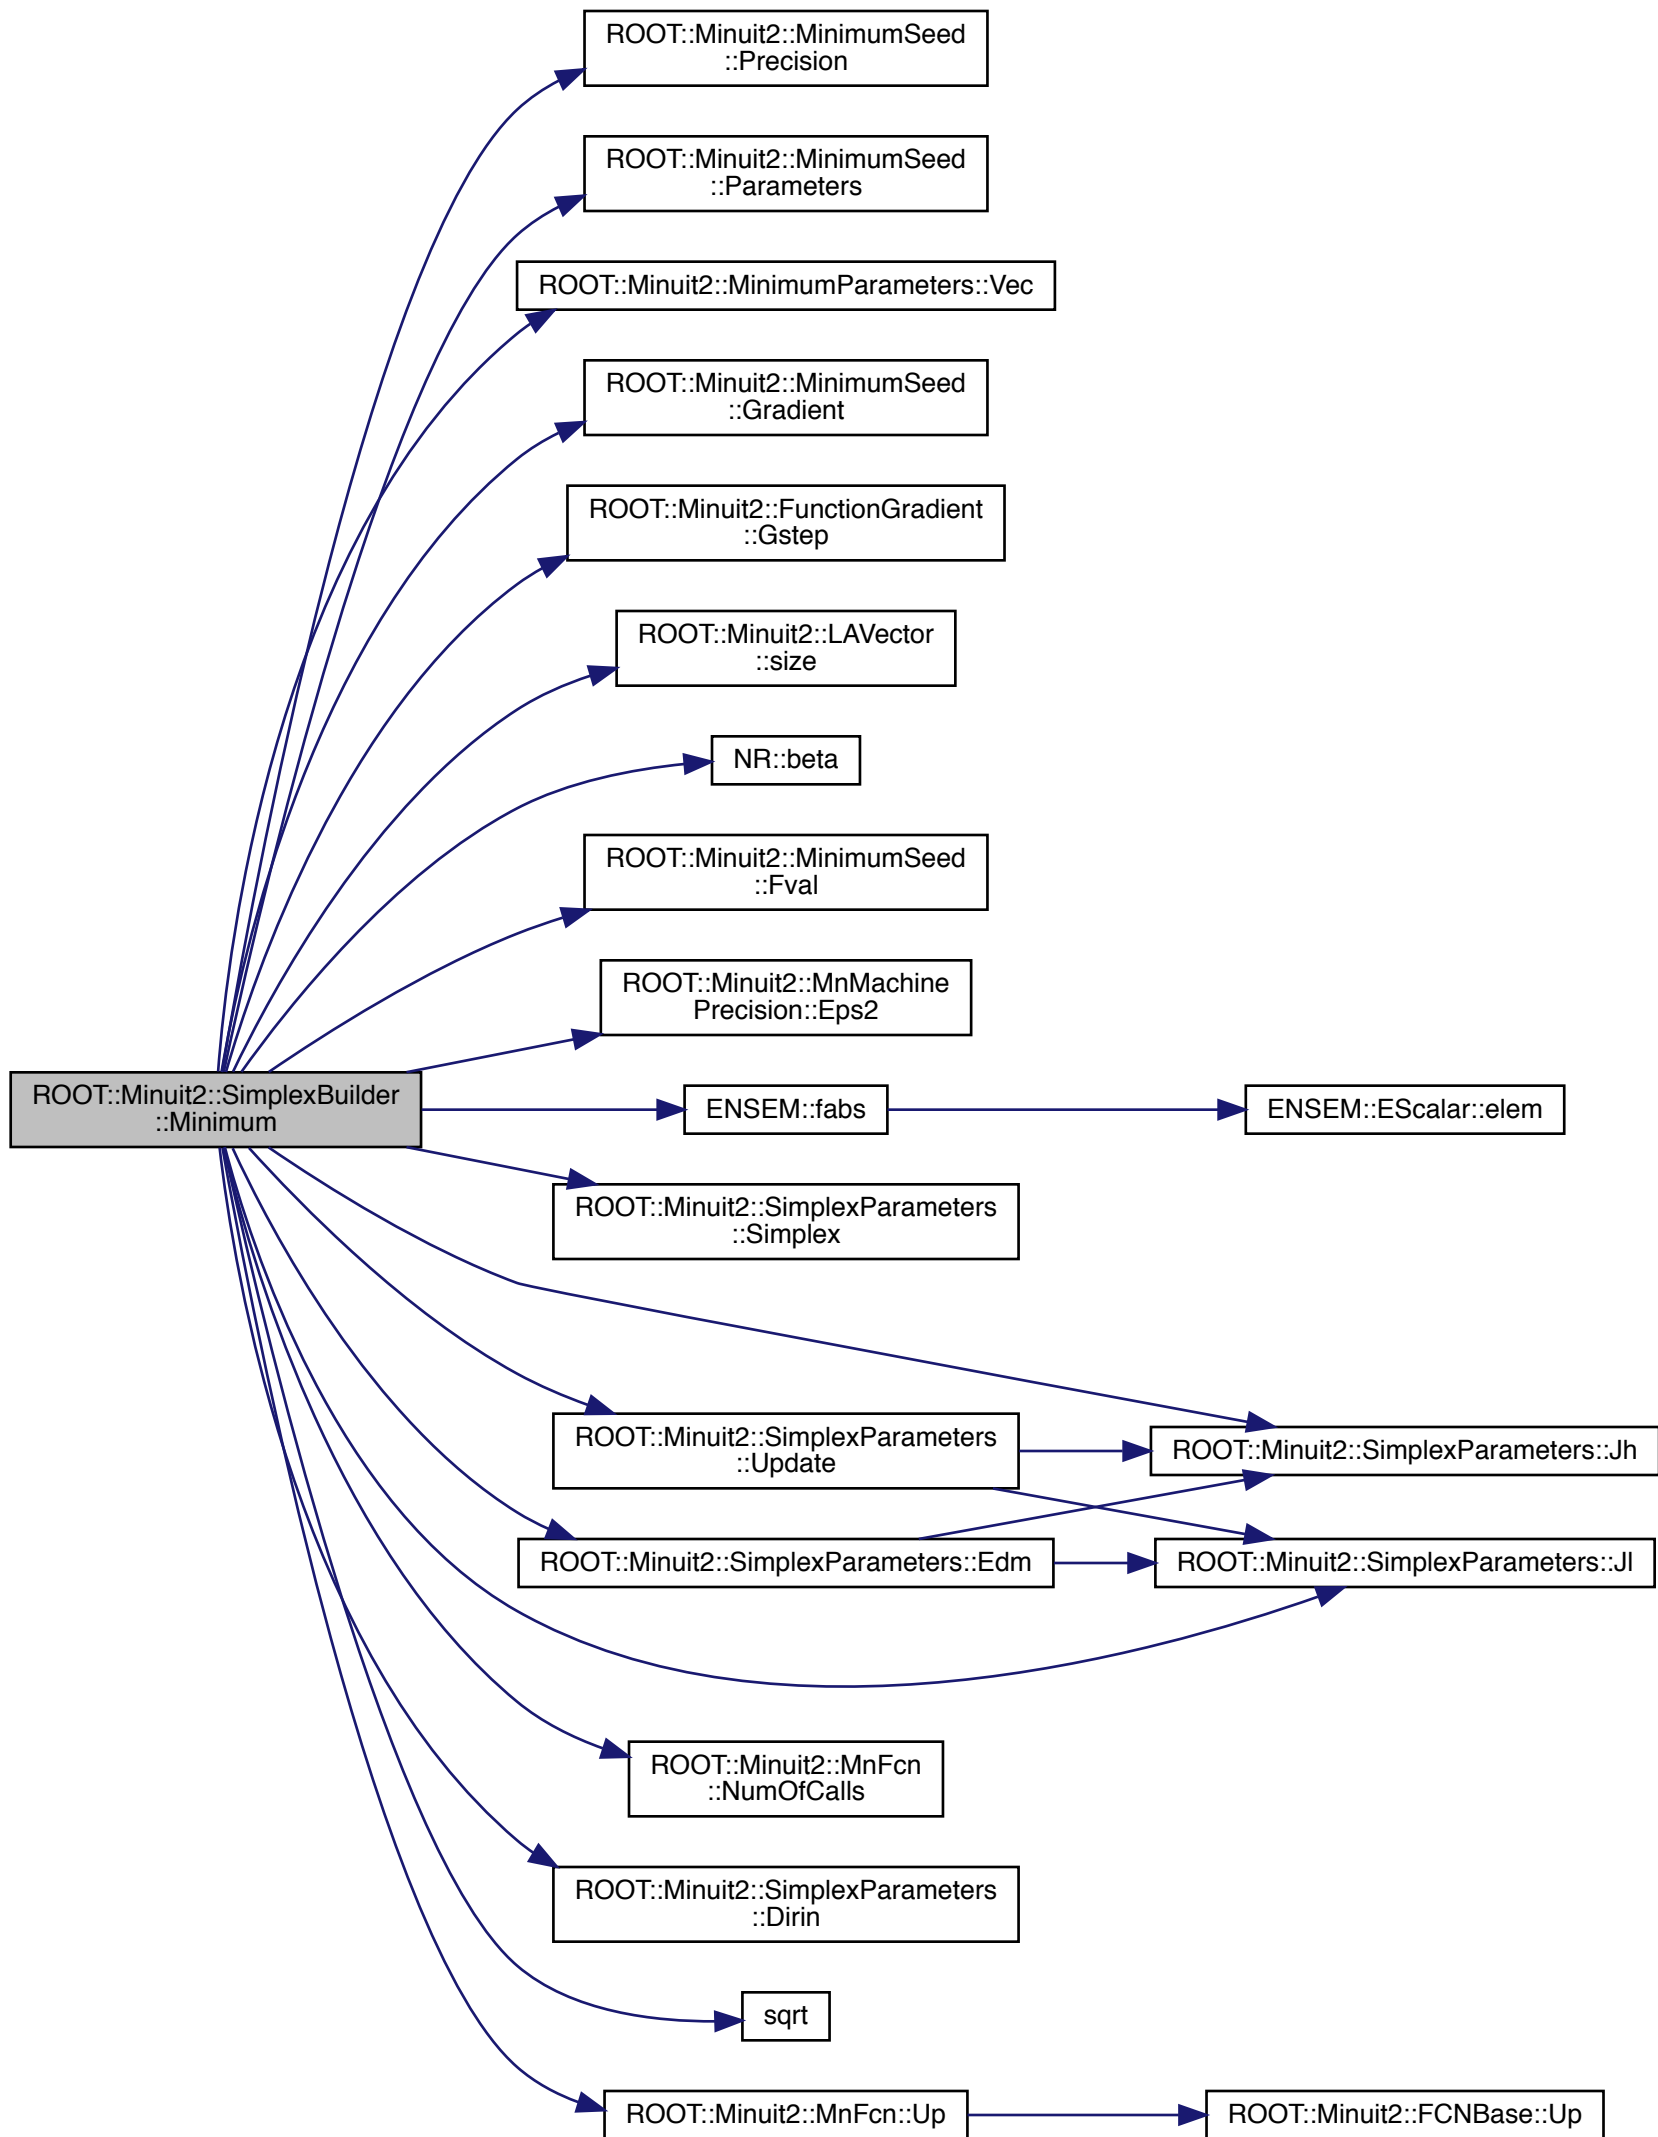 ROOT::Minuit2::MinimumSeed
::Precision
ROOT::Minuit2::MinimumSeed
::Parameters
ROOT::Minuit2::MinimumParameters::Vec
ROOT::Minuit2::MinimumSeed
::Gradient
ROOT::Minuit2::FunctionGradient
::Gstep
ROOT::Minuit2::LAVector
::size
NR::beta
ROOT::Minuit2::MinimumSeed
::Fval
ROOT::Minuit2::MnMachine
Precision::Eps2
ROOT::Minuit2::SimplexBuilder
::Minimum
ENSEM::fabs
ENSEM::EScalar::elem
ROOT::Minuit2::SimplexParameters
::Simplex
ROOT::Minuit2::SimplexParameters
::Update
ROOT::Minuit2::SimplexParameters::Jh
ROOT::Minuit2::SimplexParameters::Edm
ROOT::Minuit2::SimplexParameters::Jl
ROOT::Minuit2::MnFcn
::NumOfCalls
ROOT::Minuit2::SimplexParameters
::Dirin
sqrt
ROOT::Minuit2::MnFcn::Up
ROOT::Minuit2::FCNBase::Up